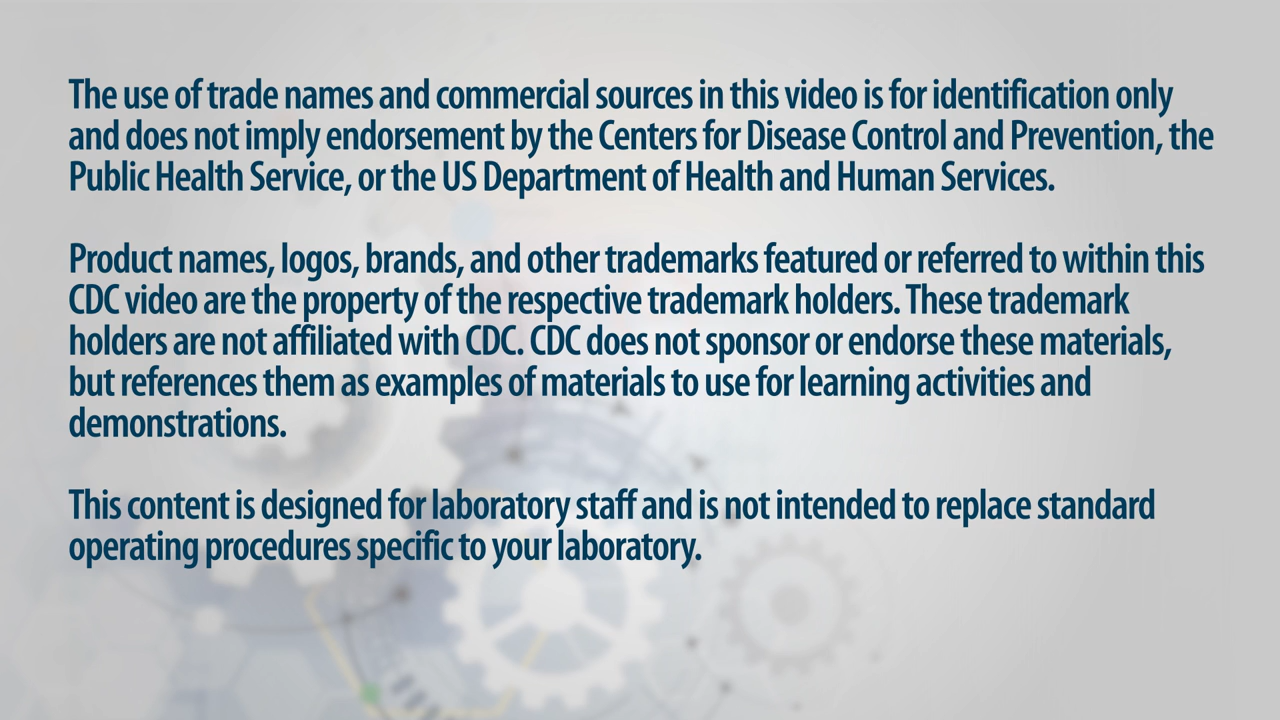 The use of trade names and commercial sources in this video is for identification only
and does not imply endorsement by the Centers for Disease Control and Prevention, the
Public Health Service, or the US Department of Health and Human Services.
Product names, logos, brands, and other trademarks featured or referred to within this
CDC video are the property of the respective trademark holders. These trademark
holders are not affiliated with CDC. CDC does not sponsor or endorse these materials,
but references them as examples of materials to use for learning activities and
demonstrations.
This content is designed for laboratory staff and is not intended to replace standard
operating procedures specific to your laboratory.